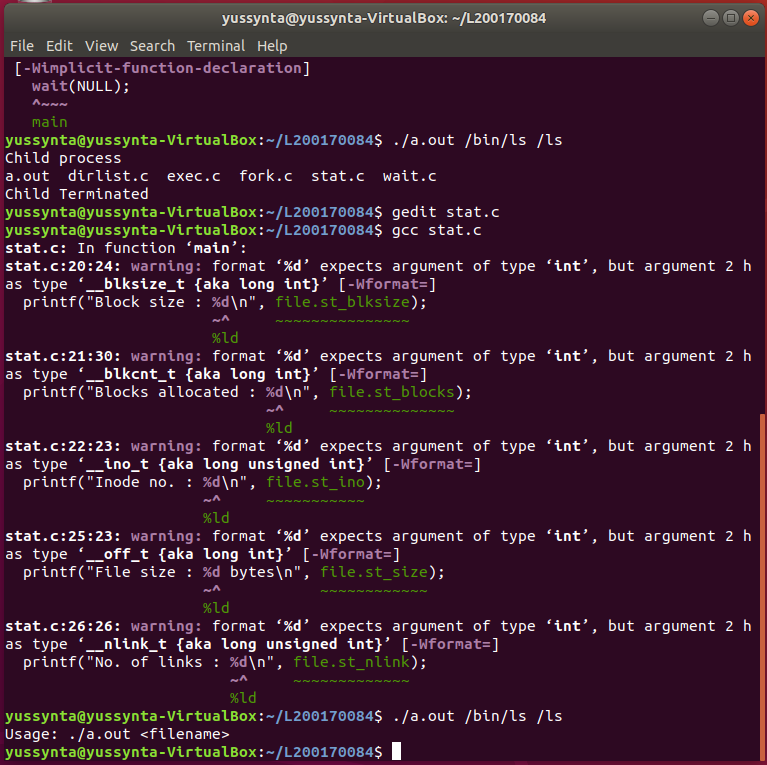 yussynta@yussynta-VirtualBox: ~/L200170084
File Edit View Search Terminal Help
[-Wimplicit-function-declaration]
   wait(NULL);
   ^~~~
   main
yussynta@yussynta-VirtualBox:~/L200170084$ ./a.out /bin/ls /ls
Child process
a.out  dirlist.c  exec.c  fork.c  stat.c  wait.c
Child Terminated
yussynta@yussynta-VirtualBox:~/L200170084$ gedit stat.c
yussynta@yussynta-VirtualBox:~/L200170084$ gcc stat.c
stat.c: In function ‘main’:
stat.c:20:24: warning: format ‘%d’ expects argument of type ‘int’, but argument 2 h
as type ‘__blksize_t {aka long int}’ [-Wformat=]
  printf("Block size : %d\n", file.st_blksize);
                       ~^     ~~~~~~~~~~~~~~~
                       %ld
stat.c:21:30: warning: format ‘%d’ expects argument of type ‘int’, but argument 2 h
as type ‘__blkcnt_t {aka long int}’ [-Wformat=]
  printf("Blocks allocated : %d\n", file.st_blocks);
                             ~^     ~~~~~~~~~~~~~~
                             %ld
stat.c:22:23: warning: format ‘%d’ expects argument of type ‘int’, but argument 2 h
as type ‘__ino_t {aka long unsigned int}’ [-Wformat=]
  printf("Inode no. : %d\n", file.st_ino);
                      ~^     ~~~~~~~~~~~
                      %ld
stat.c:25:23: warning: format ‘%d’ expects argument of type ‘int’, but argument 2 h
as type ‘__off_t {aka long int}’ [-Wformat=]
  printf("File size : %d bytes\n", file.st_size);
                      ~^           ~~~~~~~~~~~~
                      %ld
stat.c:26:26: warning: format ‘%d’ expects argument of type ‘int’, but argument 2 h
as type ‘__nlink_t {aka long unsigned int}’ [-Wformat=]
  printf("No. of links : %d\n", file.st_nlink);
                         ~^     ~~~~~~~~~~~~~
                         %ld
yussynta@yussynta-VirtualBox:~/L200170084$ ./a.out /bin/ls /ls
Usage: ./a.out <filename>
yussynta@yussynta-VirtualBox:~/L200170084$